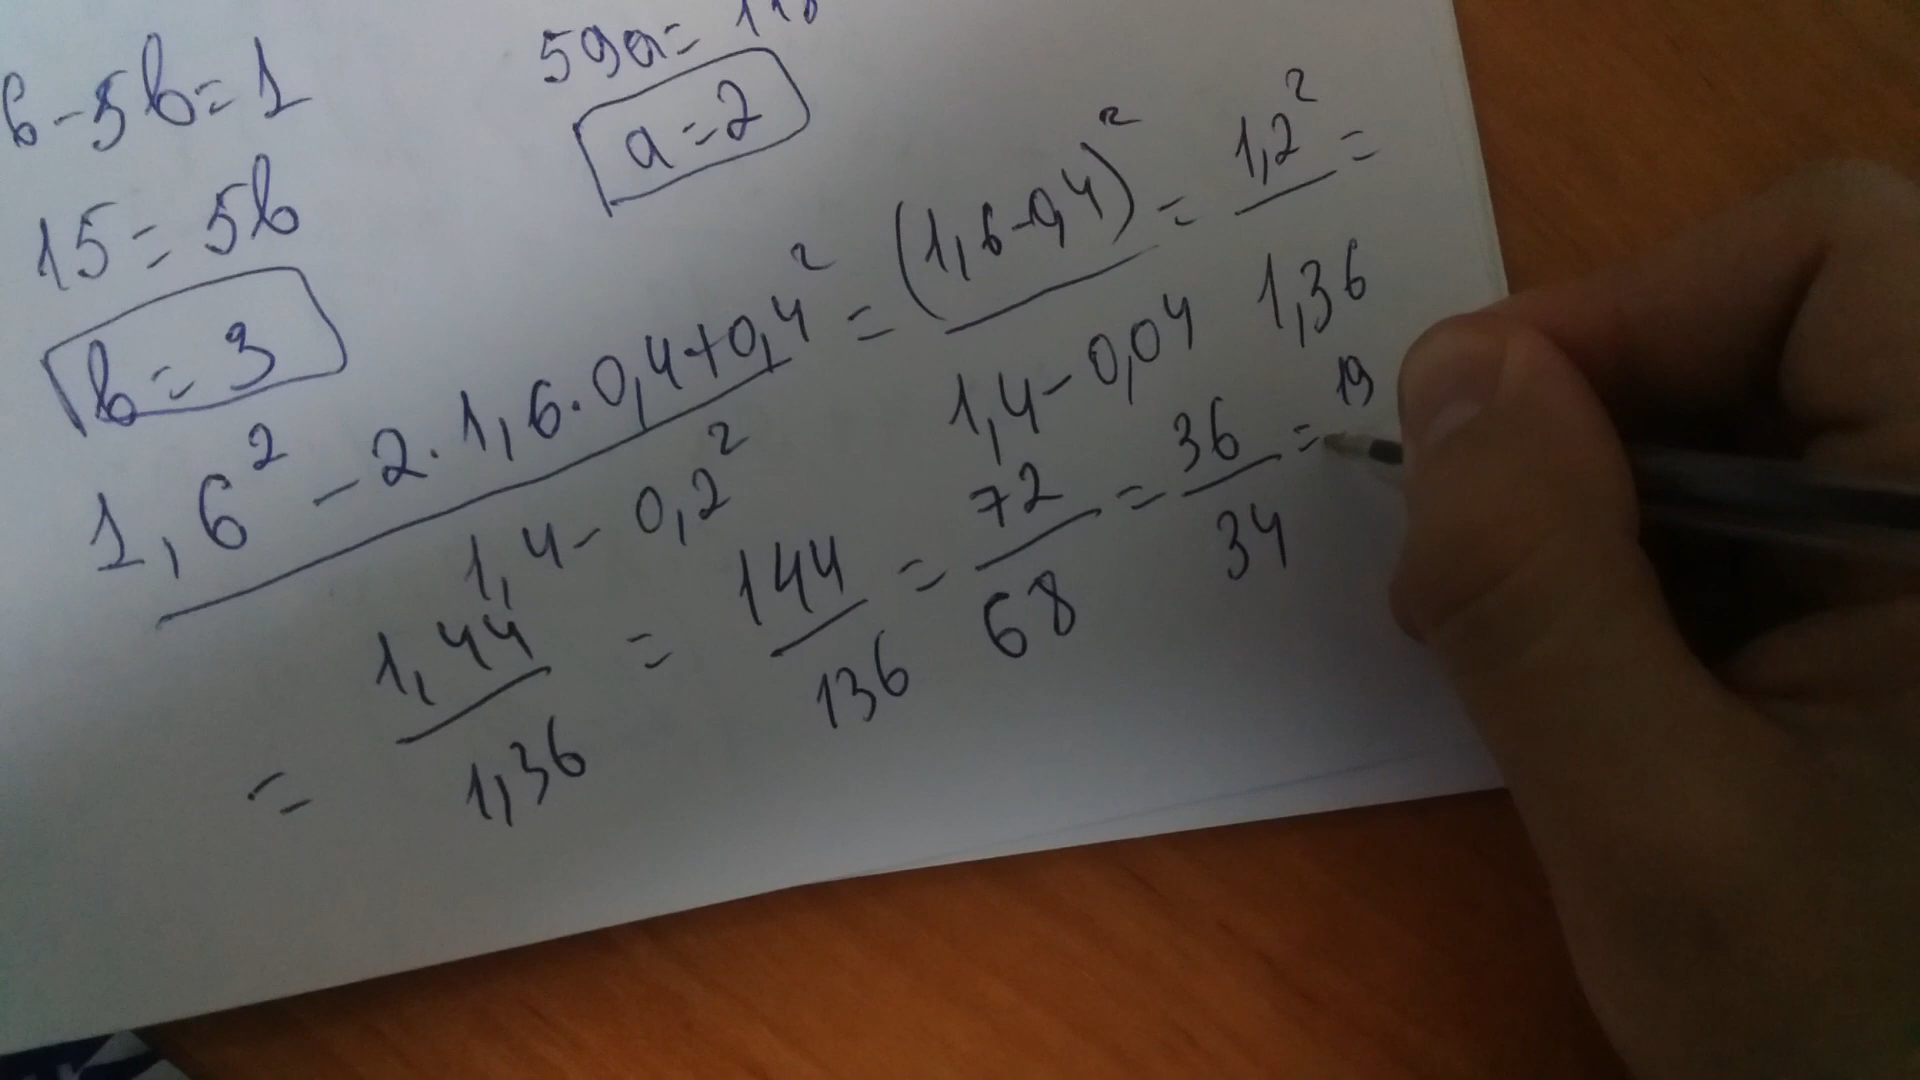 6-5b=1
15=5b
b=3
59a=118
a=2
1,6²-2·1,6·0,4+0,4² = (1,6-0,4)² = 1,2² =
1,4-0,2² 1,4-0,04 1,36
= 1,44 = 144 = 72 = 36 = 19
1,36 136 68 34